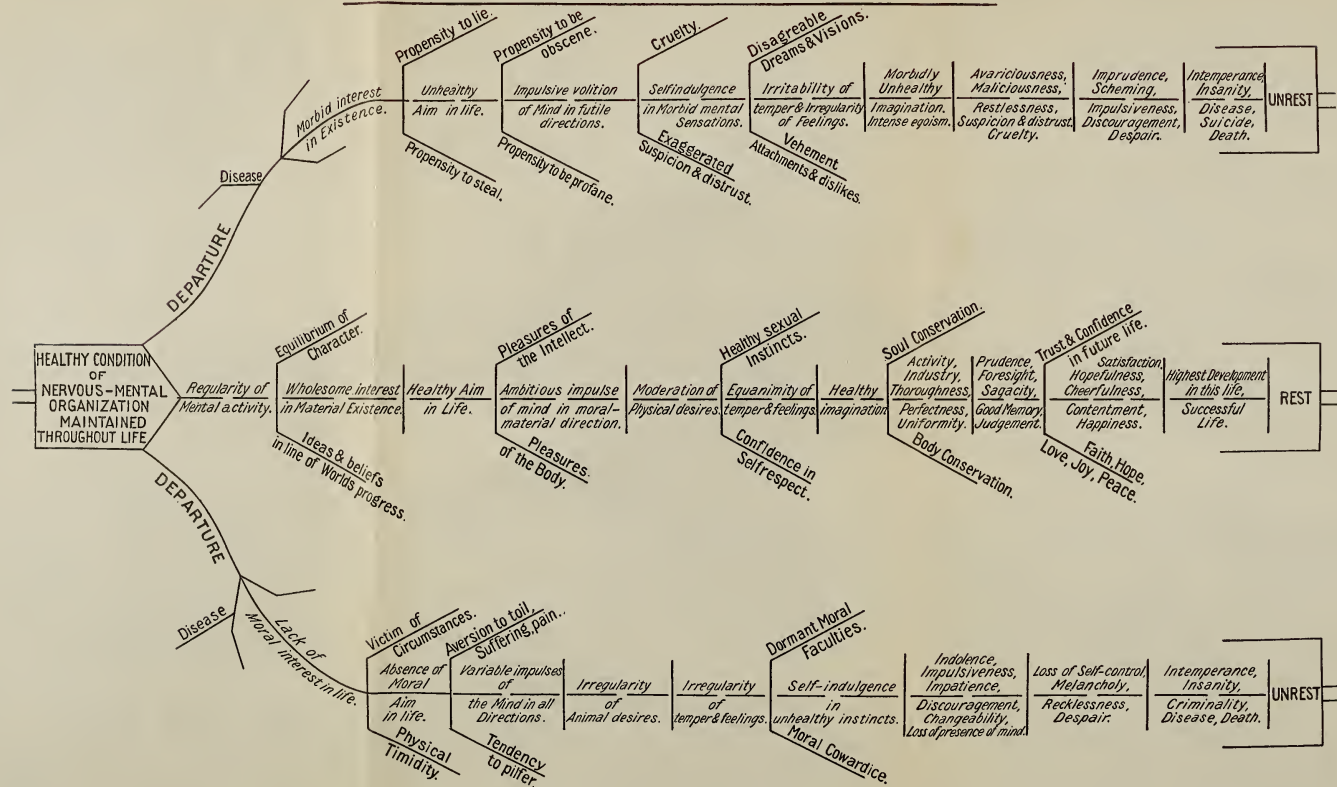 Propensity to lie.
Morbid interest
in Existence.
Unhealthy
Aim in life.
Propensity to steal.
Propensity to be
obscene.
Impulsive volition
of Mind in futile
directions.
Propensity to be profane.
Cruelty.
Selfindulgence
in Morbid mental
Sensations.
Exaggerated
Suspicion & distrust.
Disagreable
Dreams & Visions.
Irritability of
temper & Irregularity
of Feelings.
Vehement
Attachments & dislikes.
Morbidly
Unhealthy
Imagination.
Intense egoism.
Avariciousness,
Maliciousness,
Restlessness,
Suspicion & distrust.
Cruelty.
Imprudence,
Scheming,
Impulsiveness,
Discouragement,
Despair.
Intemperance,
Insanity,
Disease,
Suicide,
Death.
UNREST
Disease
DEPARTURE
HEALTHY CONDITION
OF
NERVOUS-MENTAL
ORGANIZATION
MAINTAINED
THROUGHOUT LIFE
Regularity of
Mental activity.
Equilibrium of
Character.
Wholesome interest
in Material Existence.
Ideas & beliefs
in line of Worlds progress.
Healthy Aim
in Life.
Pleasures of
the Intellect.
Ambitious impulse
of mind in moral-
material direction.
Pleasures.
of the Body.
Moderation of
Physical desires.
Healthy sexual
Instincts.
Equanimity of
temper & feelings
Confidence in
Selfrespect.
Healthy
imagination
Soul Conservation.
Activity,
Industry,
Thoroughness,
Perfectness,
Uniformity.
Body Conservation.
Prudence,
Foresight,
Sagacity,
Good Memory,
Judgement.
Trust & Confidence
in future life.
Satisfaction,
Hopefulness,
Cheerfulness,
Contentment,
Happiness.
Faith, Hope,
Love, Joy, Peace.
Highest Development
in this life,
Successful
Life.
REST
DEPARTURE
Disease
Lack of
Moral interest in life.
Victim of
Circumstances.
Absence of
Moral
Aim
in life.
Physical
Timidity.
Aversion to toil,
Suffering, pain..
Variable impulses
of
the Mind in all
Directions.
Tendency
to pilfer.
Irregularity
of
Animal desires.
Irregularity
of
temper & feelings.
Dormant Moral
Faculties.
Self-indulgence
in
unhealthy instincts.
Moral Cowardice.
Indolence,
Impulsiveness,
Impatience,
Discouragement,
Changeability,
Loss of presence of mind.
Loss of Self-control,
Melancholy,
Recklessness,
Despair.
Intemperance,
Insanity,
Criminality,
Disease, Death.
UNREST